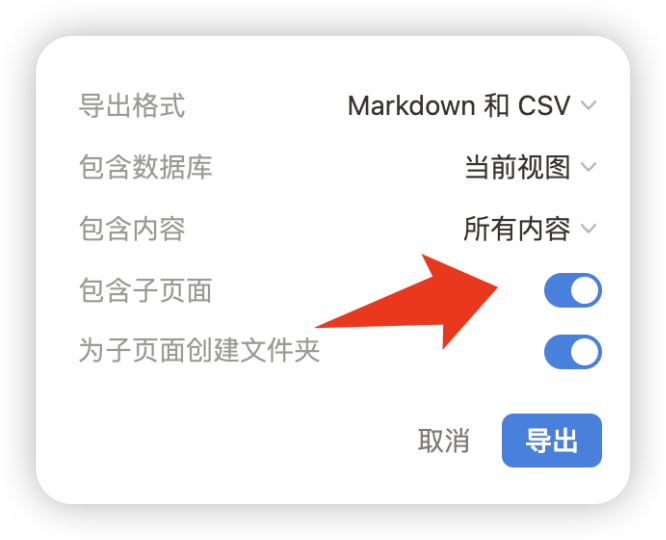 导出格式 Markdown 和 CSV
包含数据库 当前视图
包含内容 所有内容
包含子页面
为子页面创建文件夹
取消 导出